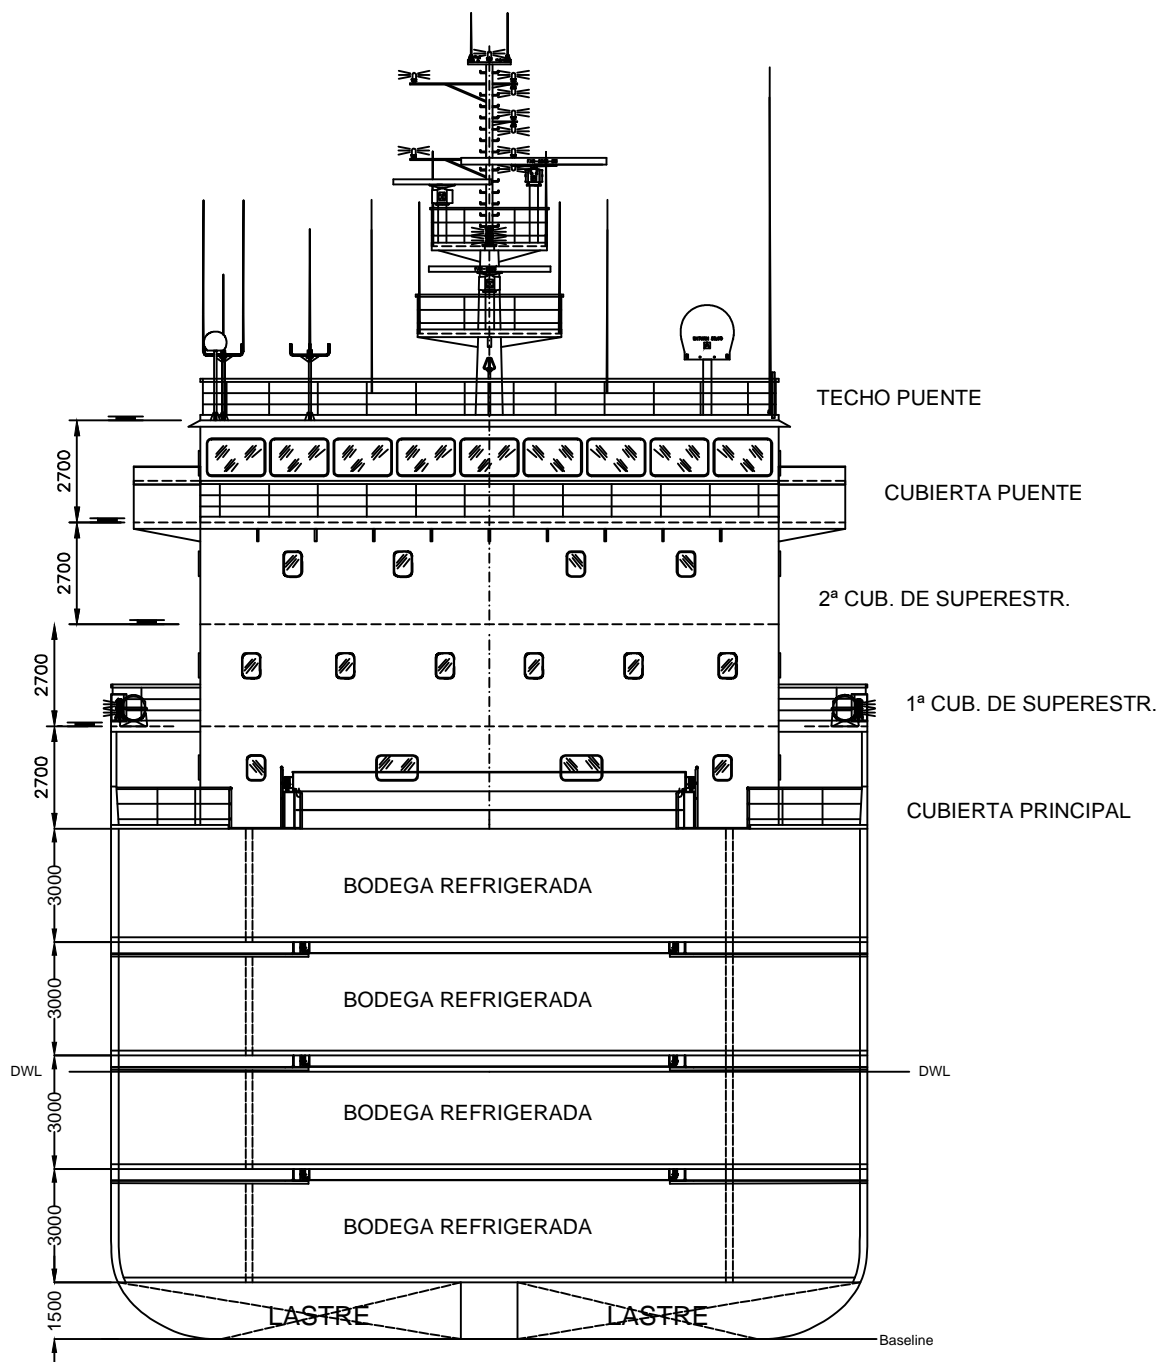 TECHO PUENTE
2700
CUBIERTA PUENTE
2700
2ª CUB. DE SUPERESTR.
2700
1ª CUB. DE SUPERESTR.
2700
CUBIERTA PRINCIPAL
3000
BODEGA REFRIGERADA
3000
BODEGA REFRIGERADA
DWL
DWL
3000
BODEGA REFRIGERADA
3000
BODEGA REFRIGERADA
1500
LASTRE
LASTRE
Baseline